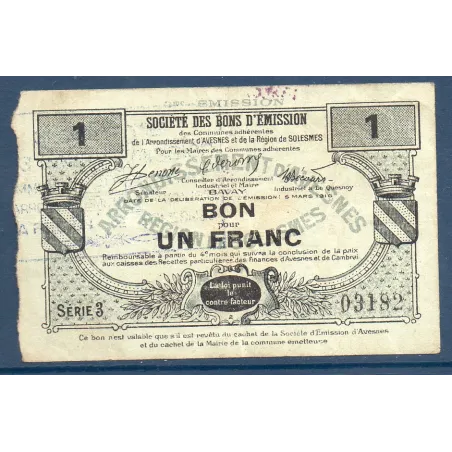 ÉMISSION
1
SOCIÉTÉ DES BONS D'ÉMISSION
1
des Communes adhérentes
de l'Arrondissement d'AVESNES et de la Région de SOLESMES
Pour les Maires des Communes adhérentes
Sénateur
Conseiller d'Arrondissement
Industriel et Maire
Industriel à Le Quesnoy
BAVAY
DATE DE LA DÉLIBÉRATION DE L'ÉMISSION : 5 MARS 1916
BON
pour
UN FRANC
Remboursable à partir du 4e mois qui suivra la conclusion de la paix
aux caisses des Recettes particulières des Finances d'Avesnes et de Cambrai
La loi punit
le
contrefacteur
SÉRIE 3
03182
Ce bon n'est valable que s'il est revêtu du cachet de la Société d'Emission d'Avesnes
et du cachet de la Mairie de la commune émetteuse